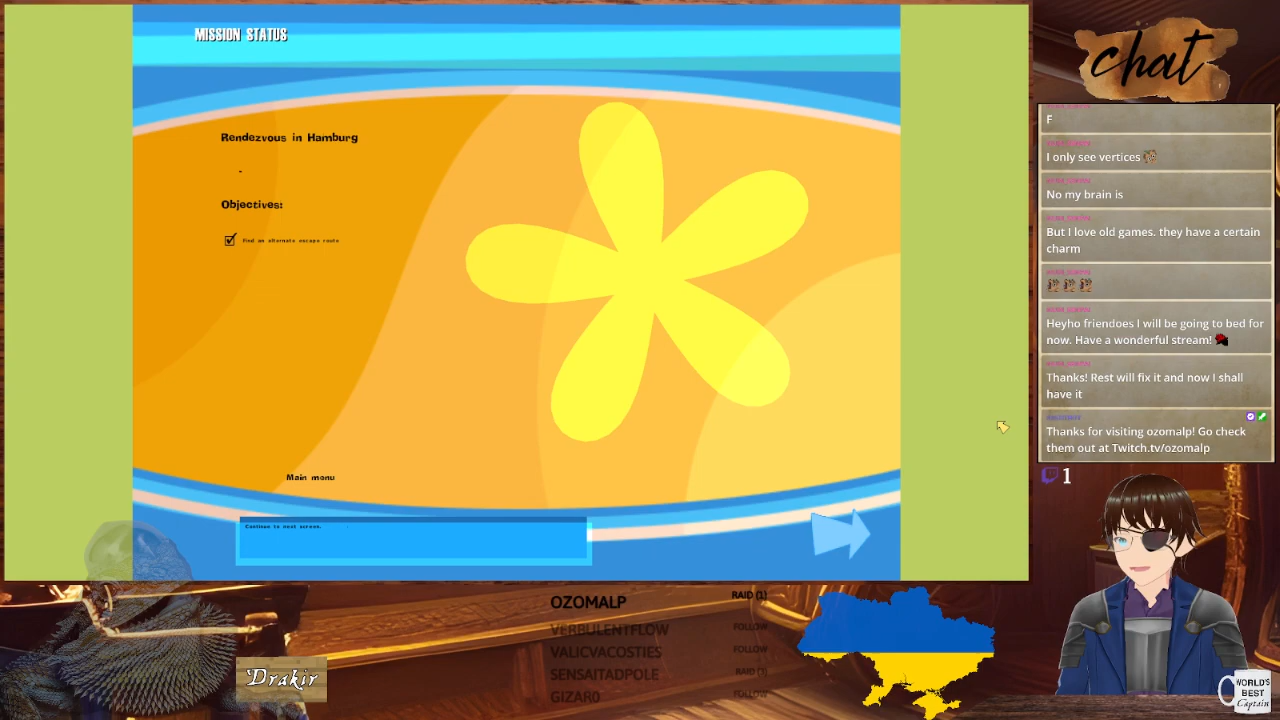 MISSION STATUS
Rendezvous in Hamburg
-
Objectives:
Find an alternate escape route
Main menu
Continue to next screen.
chat
F
I only see vertices
No my brain is
But I love old games. they have a certain
charm
Heyho friendoes I will be going to bed for
now. Have a wonderful stream!
Thanks! Rest will fix it and now I shall
have it
Thanks for visiting ozomalp! Go check
them out at Twitch.tv/ozomalp
1
OZOMALP RAID (1)
VERBULENTFLOW FOLLOW
VALICVACOSTIES FOLLOW
SENSAITADPOLE RAID (1)
GIZAR0 FOLLOW
Drakir
WORLD'S
BEST
Captain